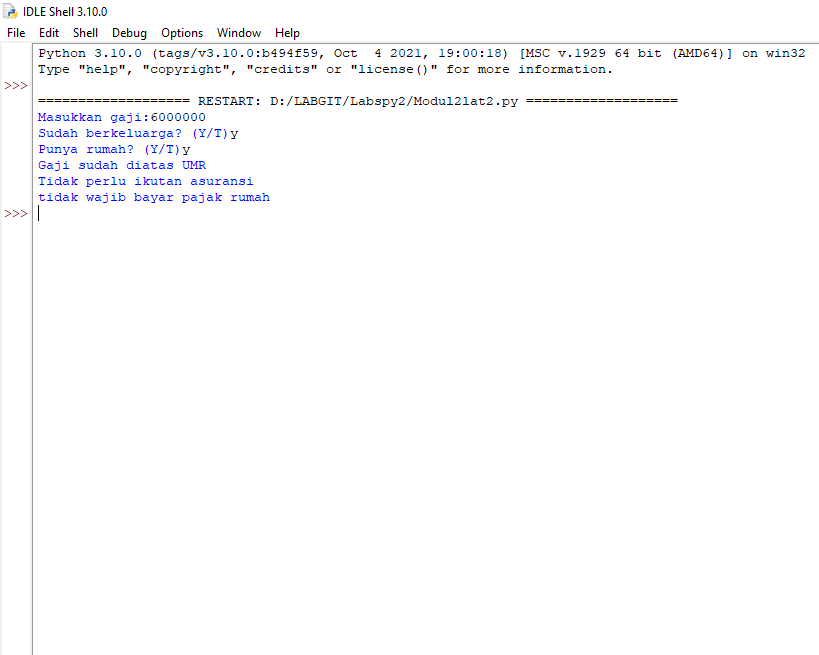 IDLE Shell 3.10.0
File Edit Shell Debug Options Window Help
Python 3.10.0 (tags/v3.10.0:b494f59, Oct  4 2021, 19:00:18) [MSC v.1929 64 bit (AMD64)] on win32
Type "help", "copyright", "credits" or "license()" for more information.
>>>
=================== RESTART: D:/LABGIT/Labspy2/Modul2lat2.py ===================
Masukkan gaji:6000000
Sudah berkeluarga? (Y/T)y
Punya rumah? (Y/T)y
Gaji sudah diatas UMR
Tidak perlu ikutan asuransi
tidak wajib bayar pajak rumah
>>>